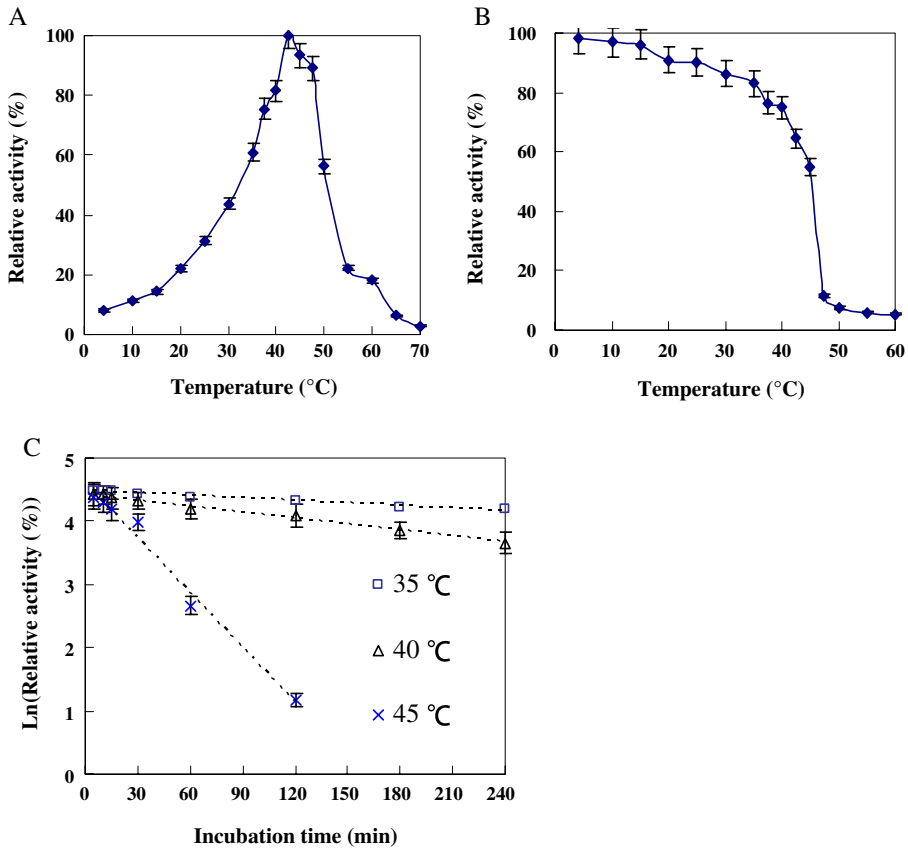 A
Relative activity (%)
100
80
60
40
20
0
0 10 20 30 40 50 60 70
Temperature (°C)
B
Relative activity (%)
100
80
60
40
20
0
0 10 20 30 40 50 60
Temperature (°C)
C
Ln(Relative activity (%))
5
4
3
2
1
0
35 ℃
40 ℃
45 ℃
0 30 60 90 120 150 180 210 240
Incubation time (min)